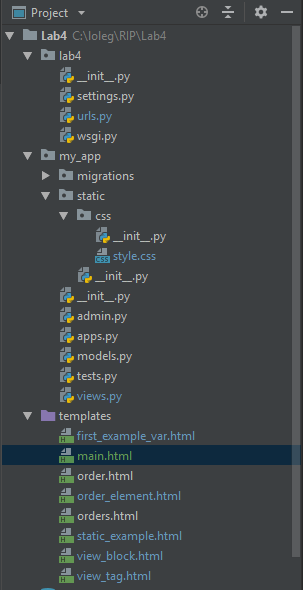 Project
Lab4 C:\Ioleg\RIP\Lab4
lab4
__init__.py
settings.py
urls.py
wsgi.py
my_app
migrations
static
css
__init__.py
style.css
__init__.py
__init__.py
admin.py
apps.py
models.py
tests.py
views.py
templates
first_example_var.html
main.html
order.html
order_element.html
orders.html
static_example.html
view_block.html
view_tag.html